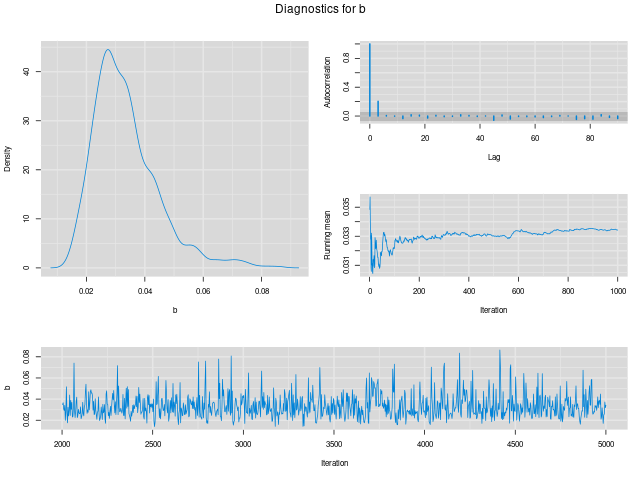 Diagnostics for b
Density
40
30
20
10
0
0.02 0.04 0.06 0.08
b
Autocorrelation
0.8
0.4
0.0
0 20 40 60 80
Lag
Running mean
0.035
0.033
0.031
0 200 400 600 800 1000
Iteration
b
0.08
0.06
0.04
0.02
2000 2500 3000 3500 4000 4500 5000
Iteration